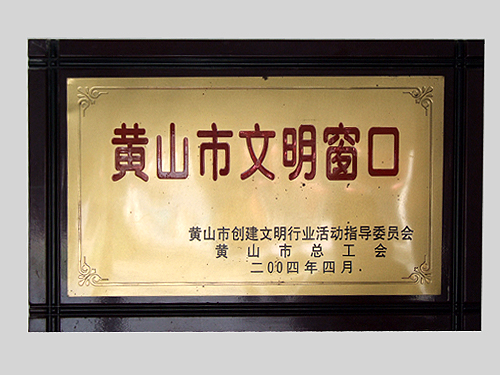 黄山市文明窗口
黄山市创建文明行业活动指导委员会
黄山市总工会
二00四年四月.